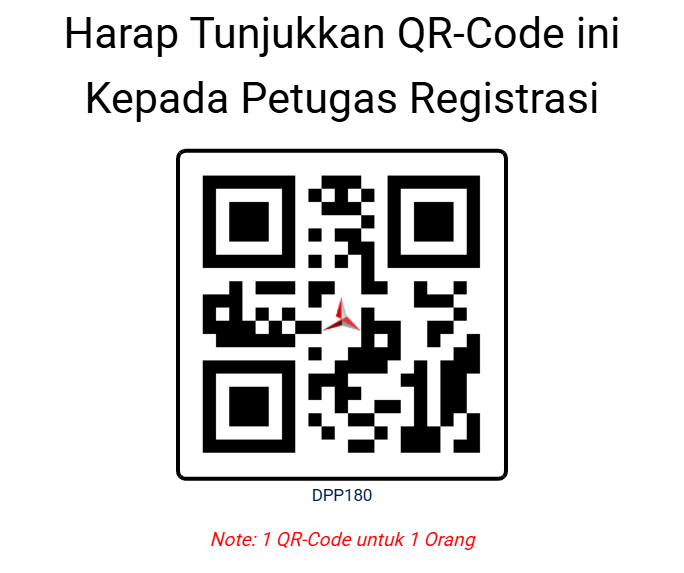 Harap Tunjukkan QR-Code ini
Kepada Petugas Registrasi
DPP180
Note: 1 QR-Code untuk 1 Orang